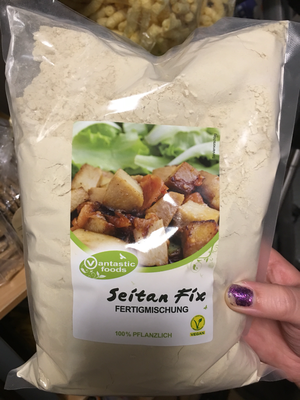 Vantastic
foods
Seitan Fix
FERTIGMISCHUNG
100% PFLANZLICH
VEGAN